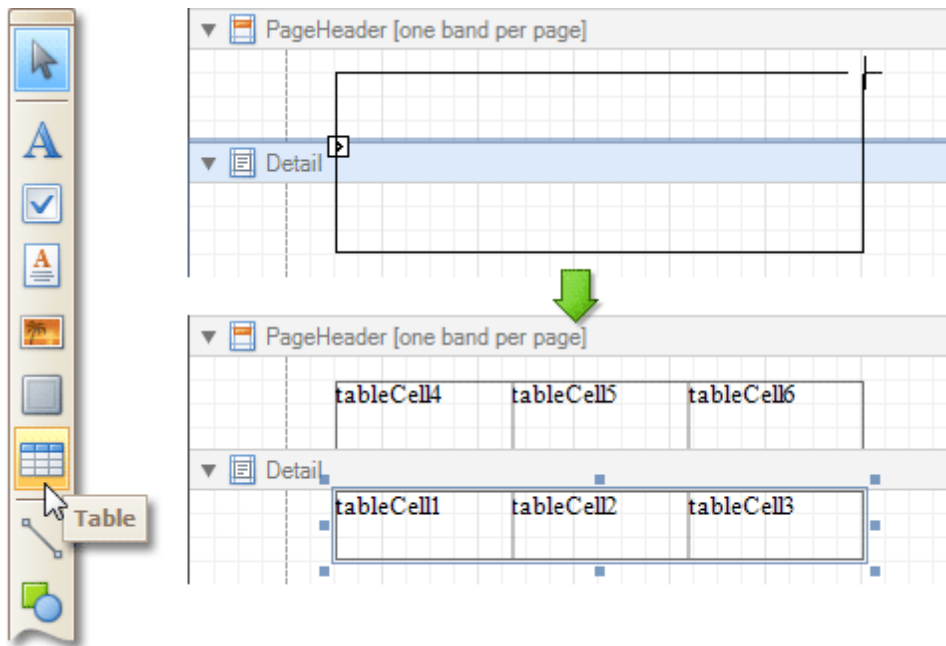 PageHeader [one band per page]
Detail
PageHeader [one band per page]
tableCell4 tableCell5 tableCell6
Detail
tableCell1 tableCell2 tableCell3
A
A
Table